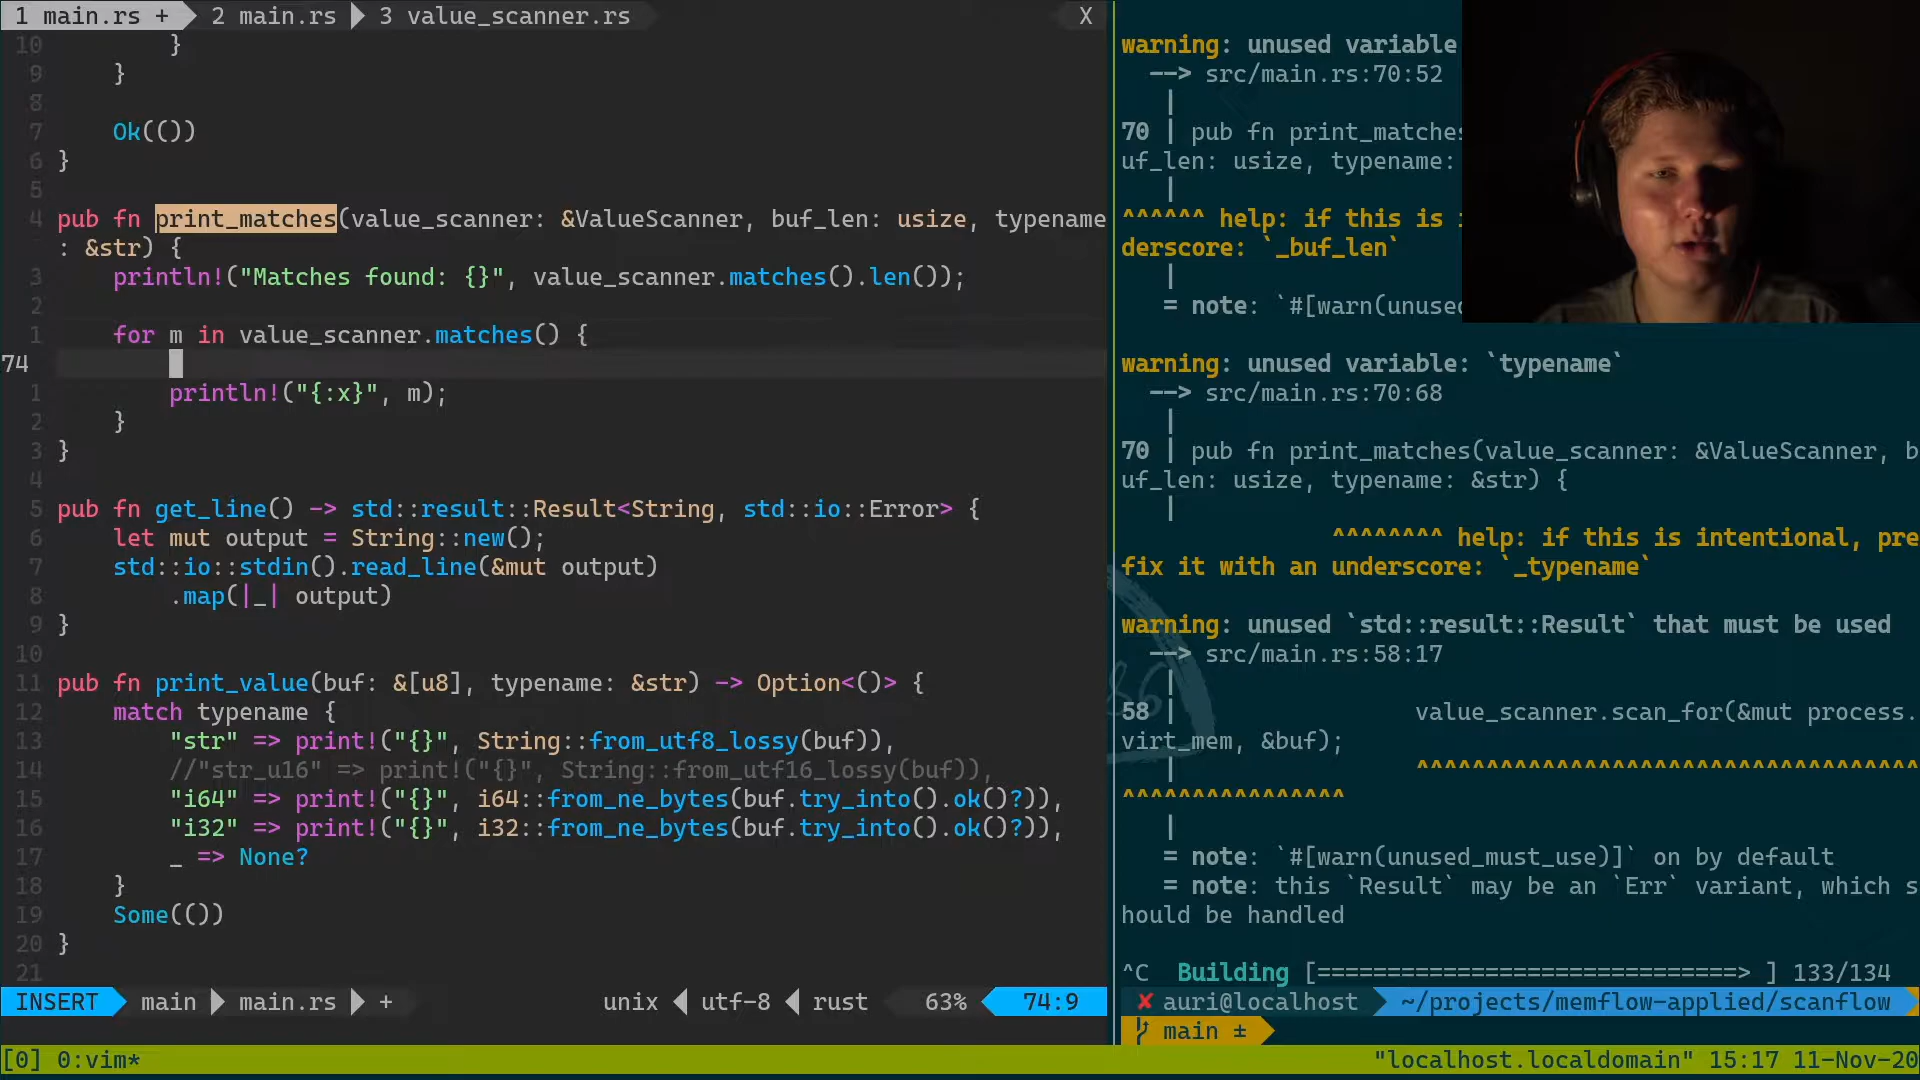 1 main.rs + 2 main.rs 3 value_scanner.rs X
10 }
9 }
8
7 Ok(())
6 }
5
4 pub fn print_matches(value_scanner: &ValueScanner, buf_len: usize, typename
: &str) {
3 println!("Matches found: {}", value_scanner.matches().len());
2
1 for m in value_scanner.matches() {
74
1 println!("{:x}", m);
2 }
3 }
4
5 pub fn get_line() -> std::result::Result<String, std::io::Error> {
6 let mut output = String::new();
7 std::io::stdin().read_line(&mut output)
8 .map(|_| output)
9 }
10
11 pub fn print_value(buf: &[u8], typename: &str) -> Option<()> {
12 match typename {
13 "str" => print!("{}", String::from_utf8_lossy(buf)),
14 //"str_u16" => print!("{}", String::from_utf16_lossy(buf)),
15 "i64" => print!("{}", i64::from_ne_bytes(buf.try_into().ok()?)),
16 "i32" => print!("{}", i32::from_ne_bytes(buf.try_into().ok()?)),
17 _ => None?
18 }
19 Some(())
20 }
21
INSERT main main.rs + unix utf-8 rust 63% 74:9
warning: unused variable
--> src/main.rs:70:52
|
70 | pub fn print_matches
uf_len: usize, typename:
|
^^^^^^ help: if this is i
derscore: `_buf_len`
|
= note: `#[warn(unused
warning: unused variable: `typename`
--> src/main.rs:70:68
|
70 | pub fn print_matches(value_scanner: &ValueScanner, b
uf_len: usize, typename: &str) {
|
^^^^^^^^ help: if this is intentional, pre
fix it with an underscore: `_typename`
warning: unused `std::result::Result` that must be used
--> src/main.rs:58:17
|
58 | value_scanner.scan_for(&mut process.
virt_mem, &buf);
| ^^^^^^^^^^^^^^^^^^^^^^^^^^^^^^^^^^^^
^^^^^^^^^^^^^^^^
|
= note: `#[warn(unused_must_use)]` on by default
= note: this `Result` may be an `Err` variant, which s
hould be handled
^C Building [==============================> ] 133/134
✘ auri@localhost ~/projects/memflow-applied/scanflow
main ±
[0] 0:vim* "localhost.localdomain" 15:17 11-Nov-20